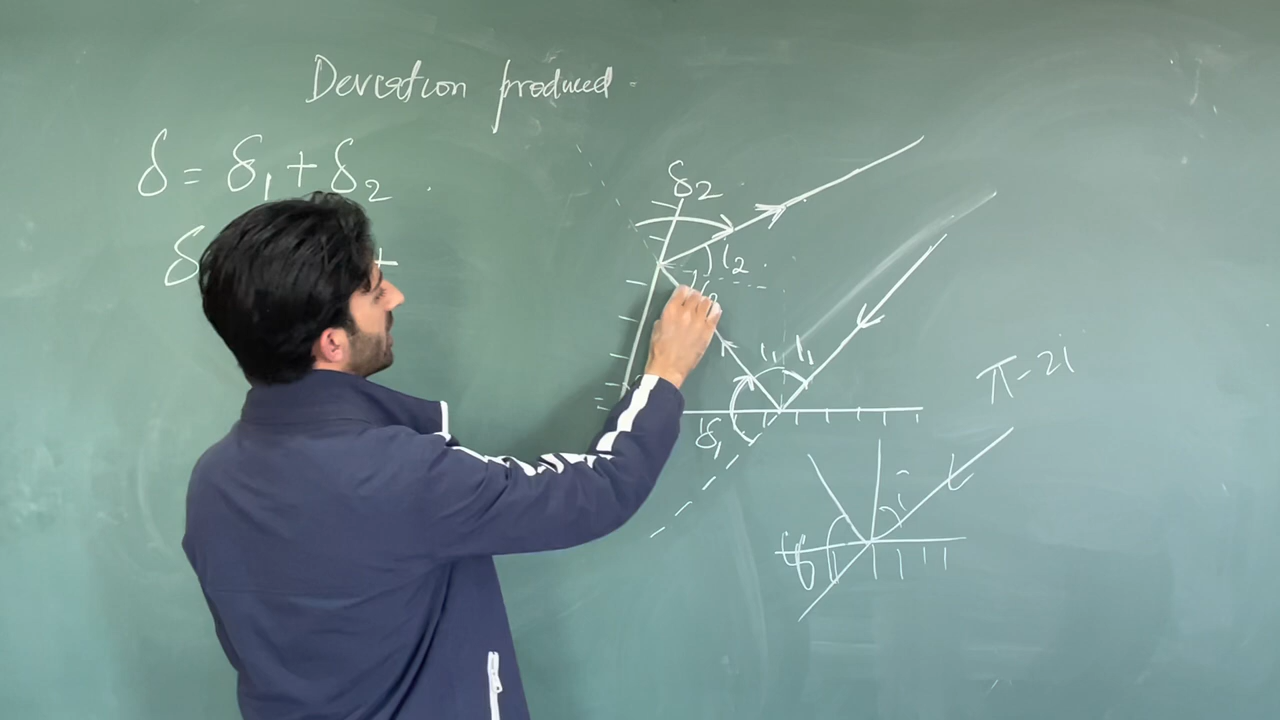 Deviation produced
δ = δ₁ + δ₂
δ +
δ₂
i₂
i₁ i₁
δ₁
π-2i
i
δ